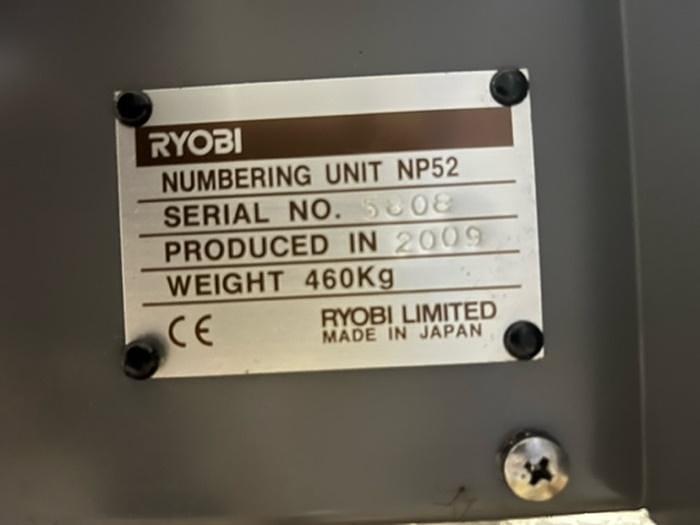 RYOBI
NUMBERING UNIT NP52
SERIAL NO.
PRODUCED IN 2009
WEIGHT 460Kg
CE
RYOBI LIMITED
MADE IN JAPAN